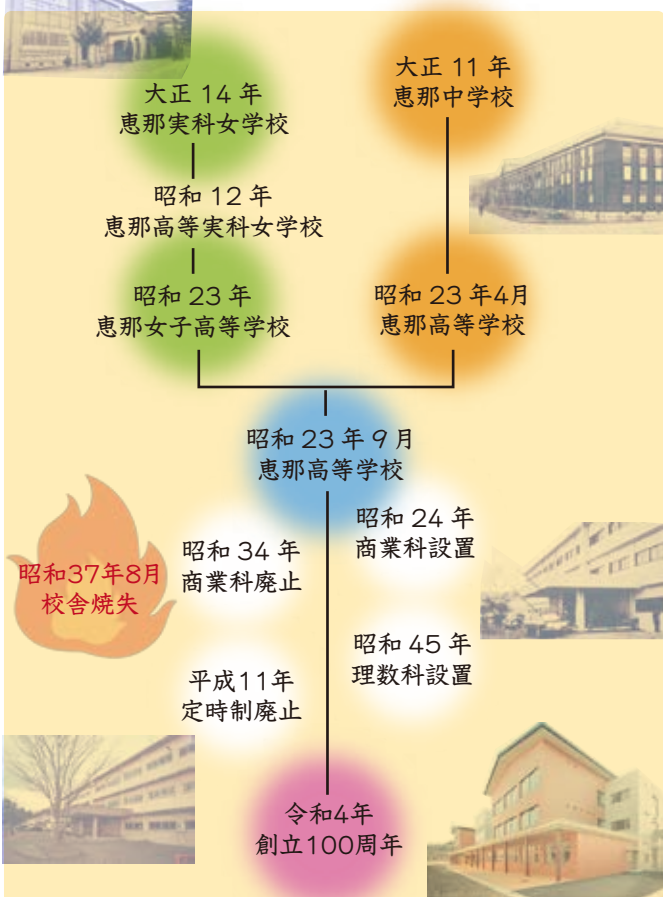 大正 14 年
恵那実科女学校
昭和 12 年
恵那高等実科女学校
昭和 23 年
恵那女子高等学校
大正 11 年
恵那中学校
昭和 23 年4月
恵那高等学校
昭和 23 年 9 月
恵那高等学校
昭和 24 年
商業科設置
昭和 34 年
商業科廃止
昭和37年8月
校舎焼失
昭和 45 年
理数科設置
平成11年
定時制廃止
令和4年
創立100周年